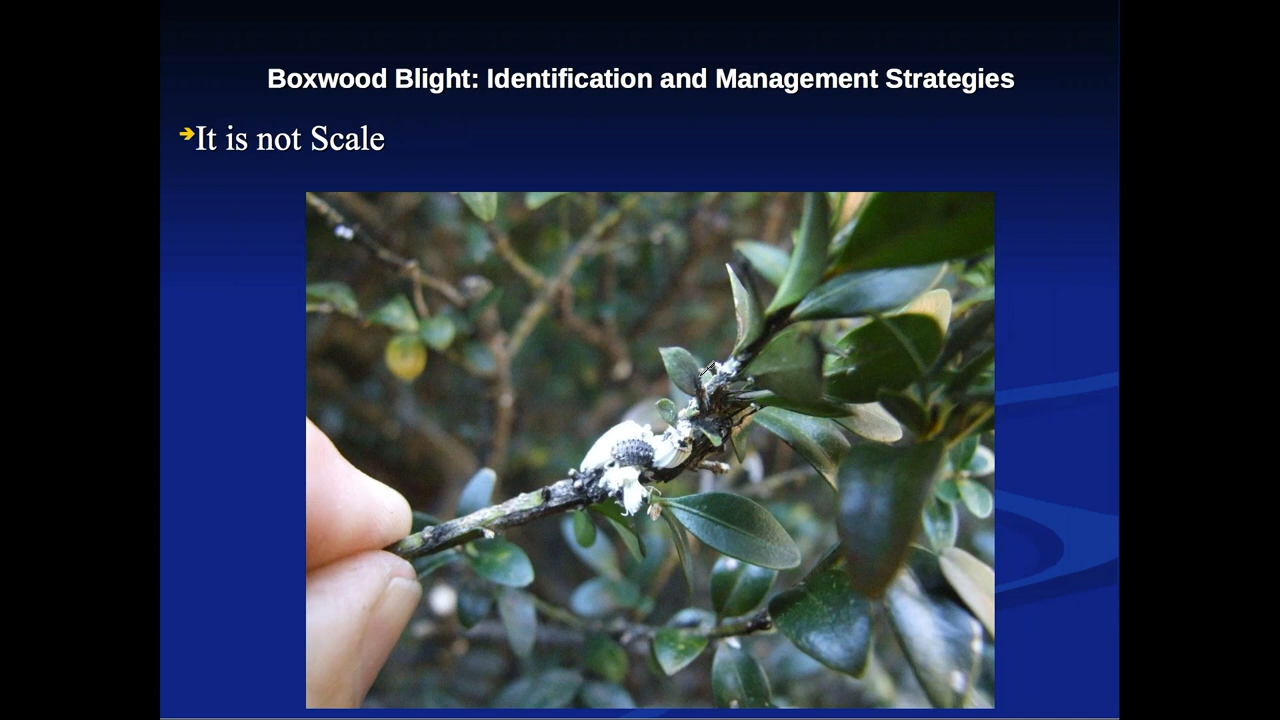 Boxwood Blight: Identification and Management Strategies
It is not Scale